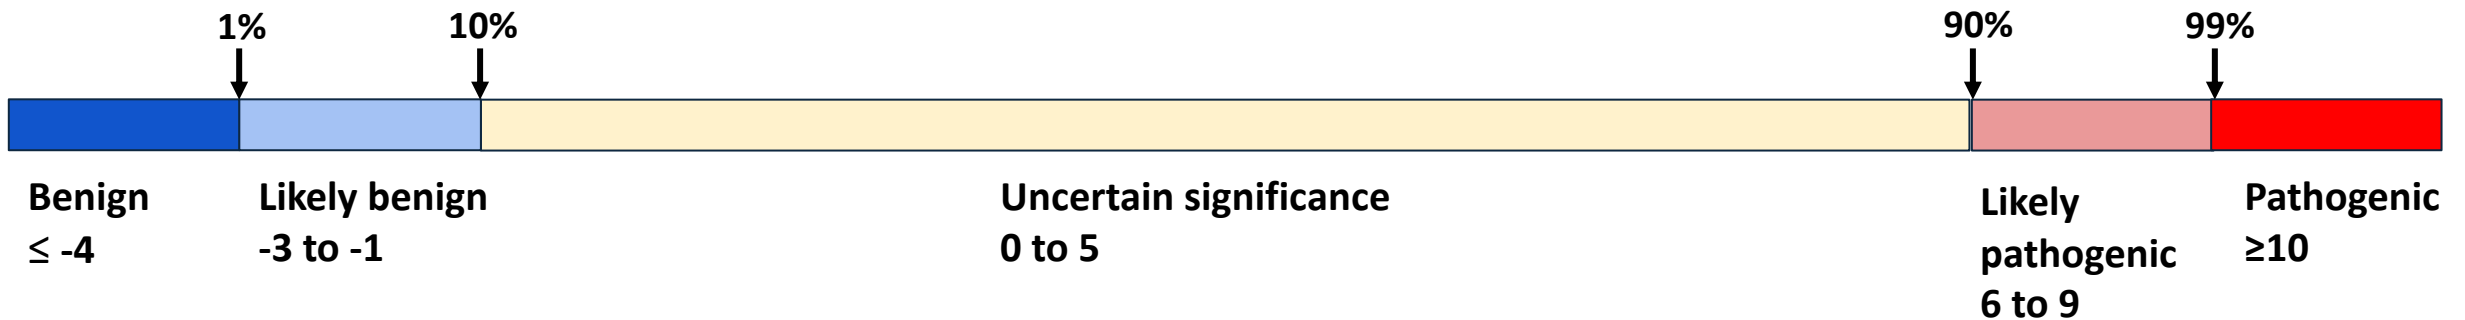 1%
10%
90%
99%
Benign
≤ -4
Likely benign
-3 to -1
Uncertain significance
0 to 5
Likely
pathogenic
6 to 9
Pathogenic
≥10